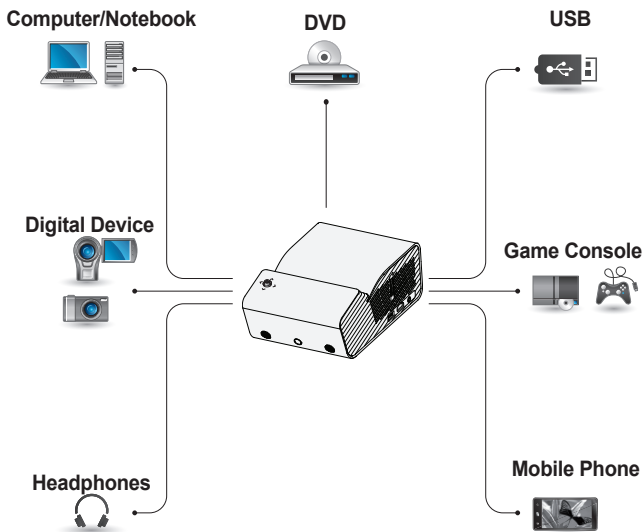 Computer/Notebook
DVD
USB
Digital Device
Game Console
Headphones
Mobile Phone